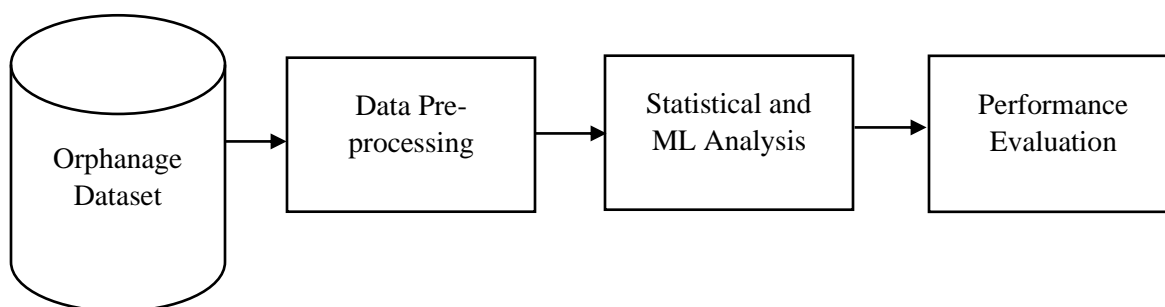 Orphanage
Dataset
Data Pre-
processing
Statistical and
ML Analysis
Performance
Evaluation